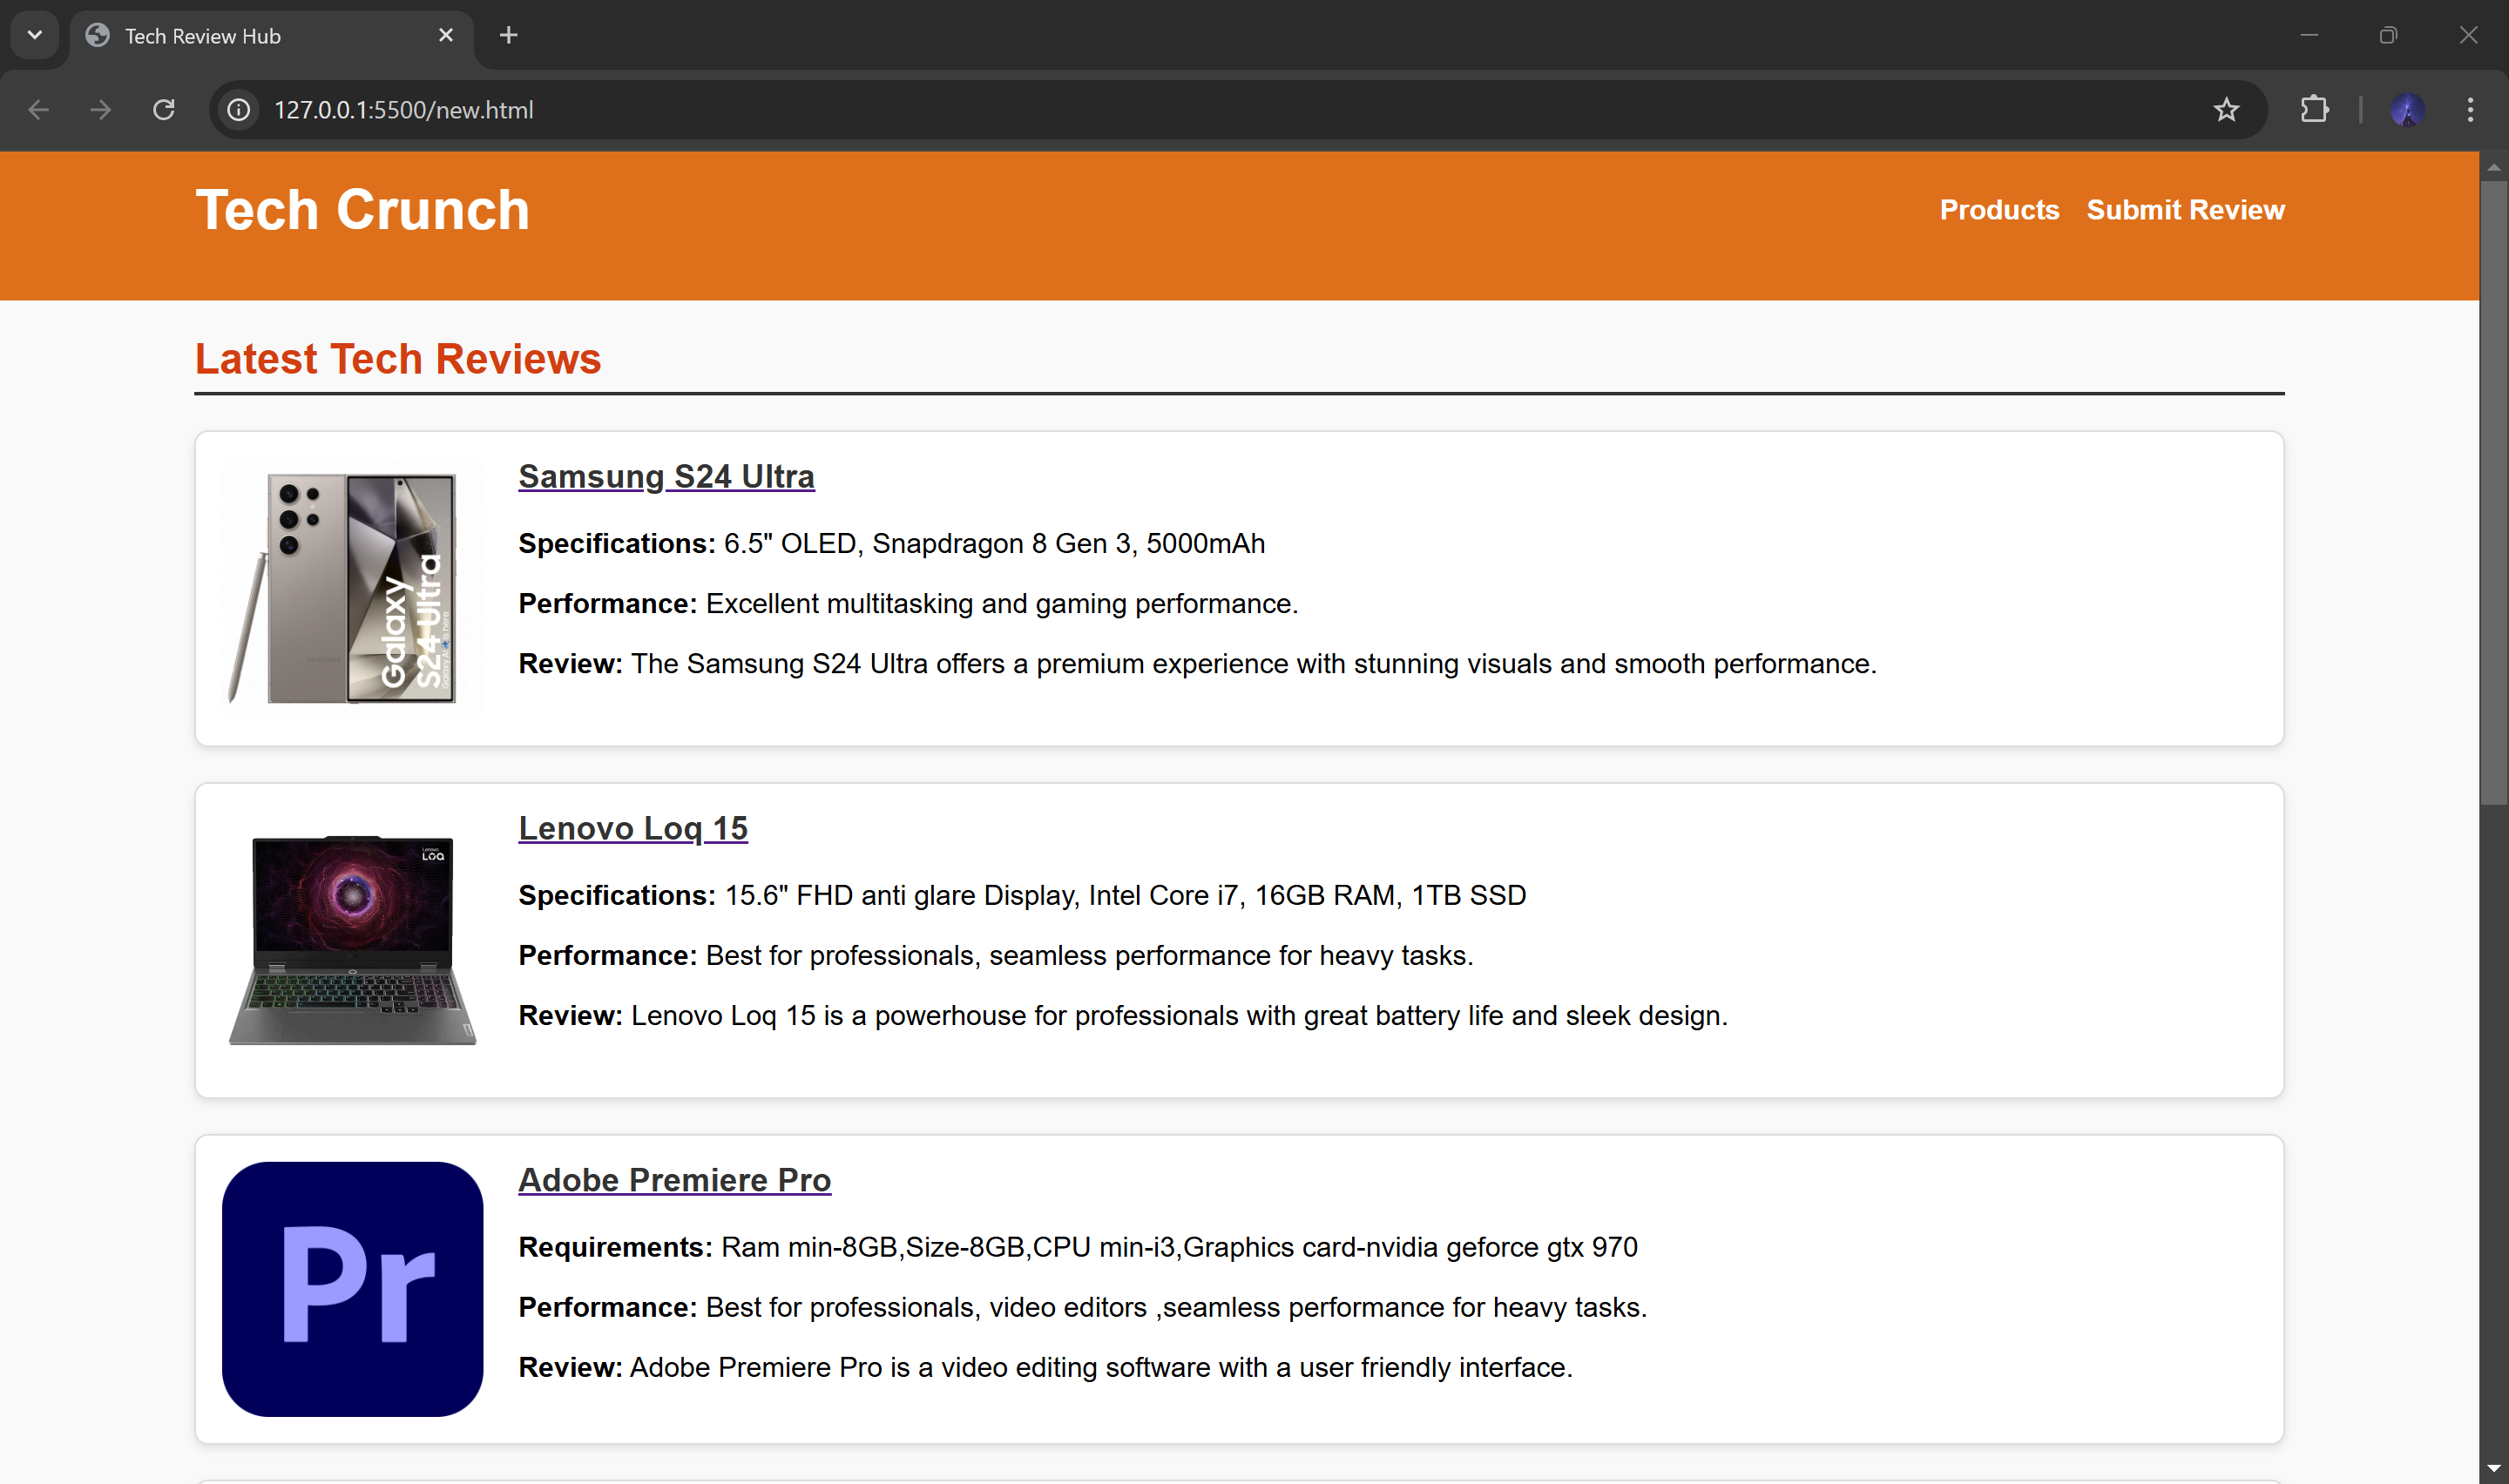 Tech Review Hub
127.0.0.1:5500/new.html
Tech Crunch
Products
Submit Review
Latest Tech Reviews
Samsung S24 Ultra
Specifications: 6.5" OLED, Snapdragon 8 Gen 3, 5000mAh
Performance: Excellent multitasking and gaming performance.
Review: The Samsung S24 Ultra offers a premium experience with stunning visuals and smooth performance.
Galaxy
S24 Ultra
Lenovo Loq 15
Specifications: 15.6" FHD anti glare Display, Intel Core i7, 16GB RAM, 1TB SSD
Performance: Best for professionals, seamless performance for heavy tasks.
Review: Lenovo Loq 15 is a powerhouse for professionals with great battery life and sleek design.
Lenovo
LOQ
Adobe Premiere Pro
Requirements: Ram min-8GB,Size-8GB,CPU min-i3,Graphics card-nvidia geforce gtx 970
Performance: Best for professionals, video editors ,seamless performance for heavy tasks.
Review: Adobe Premiere Pro is a video editing software with a user friendly interface.
Pr